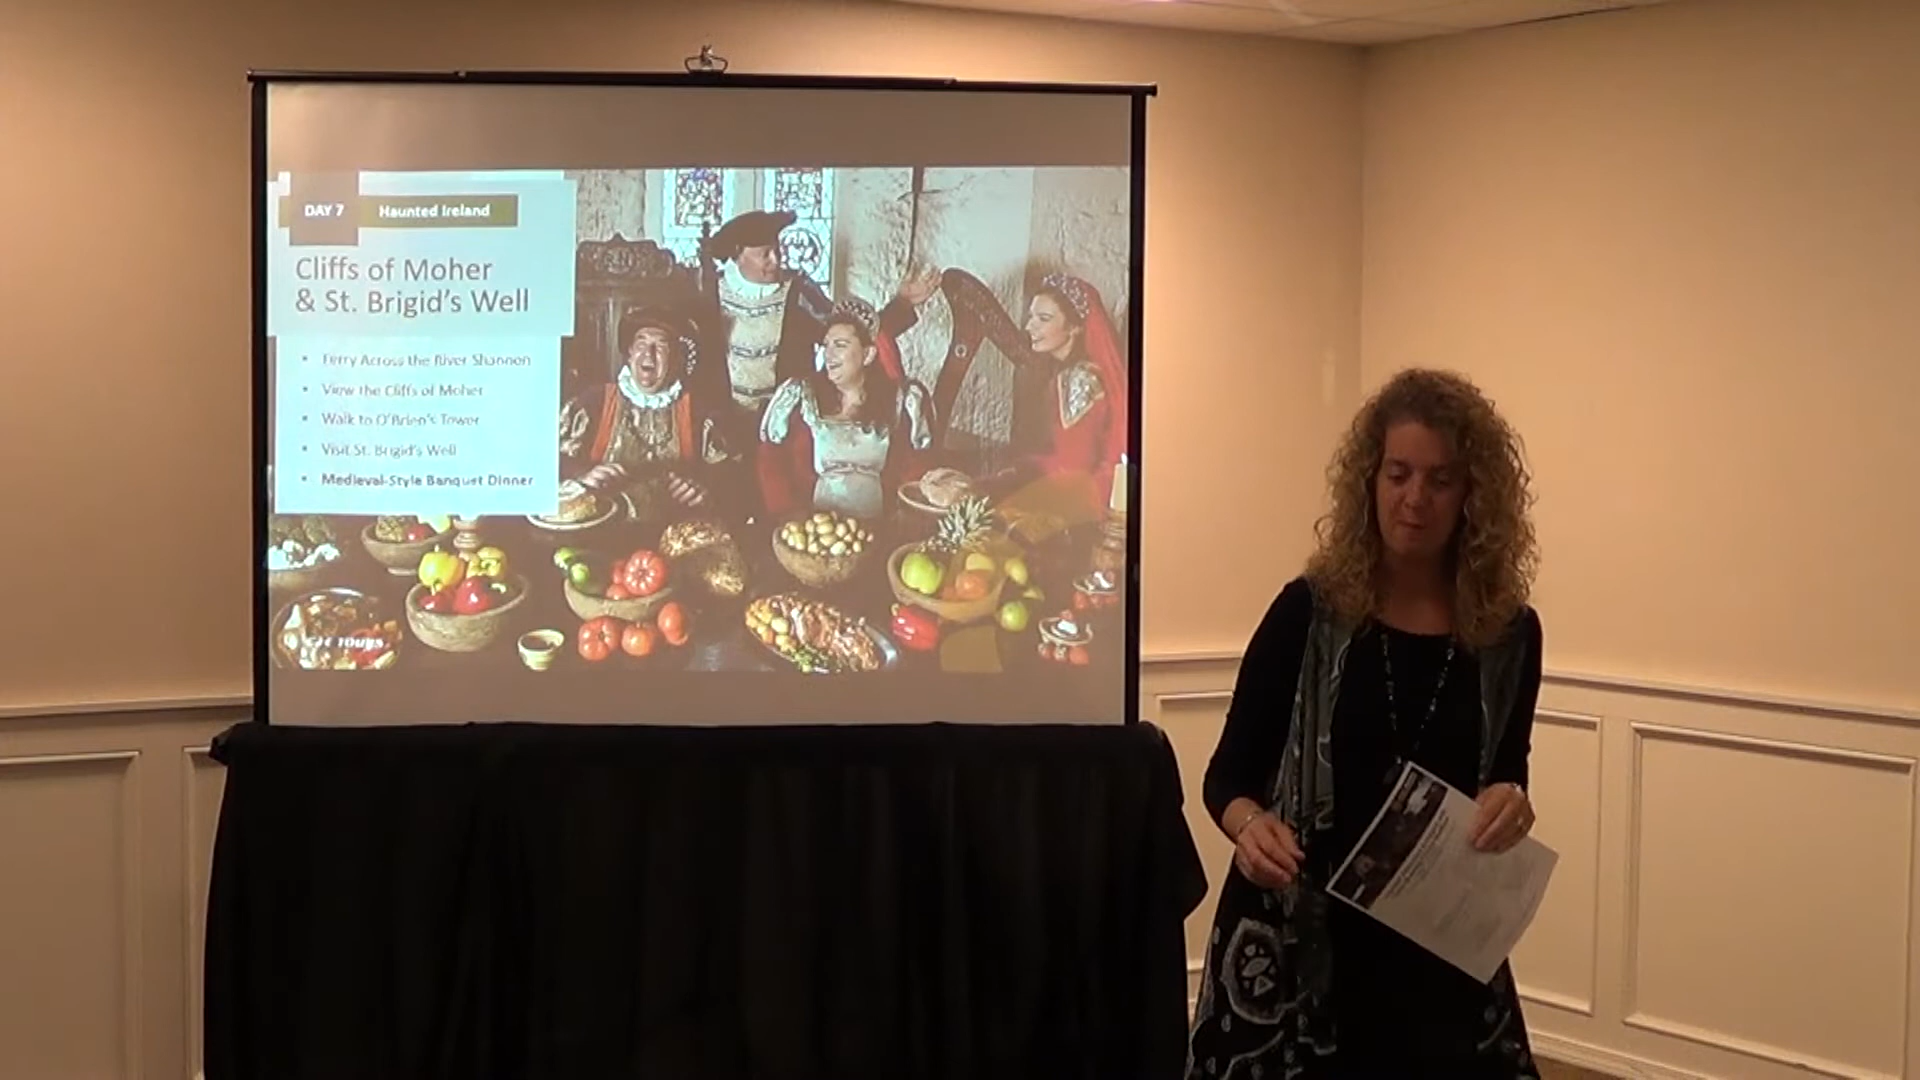 DAY 7
Haunted Ireland
Cliffs of Moher
& St. Brigid's Well
Ferry Across the River Shannon
View the Cliffs of Moher
Walk to O'Brien's Tower
Visit St. Brigid's Well
Medieval-Style Banquet Dinner
TOURS